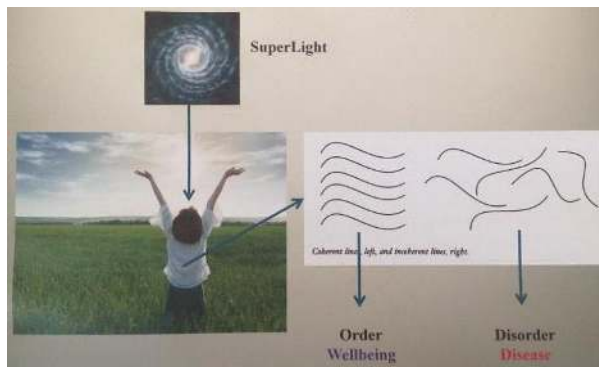 SuperLight
Coherent lines, left, and incoherent lines, right.
Order
Wellbeing
Disorder
Disease